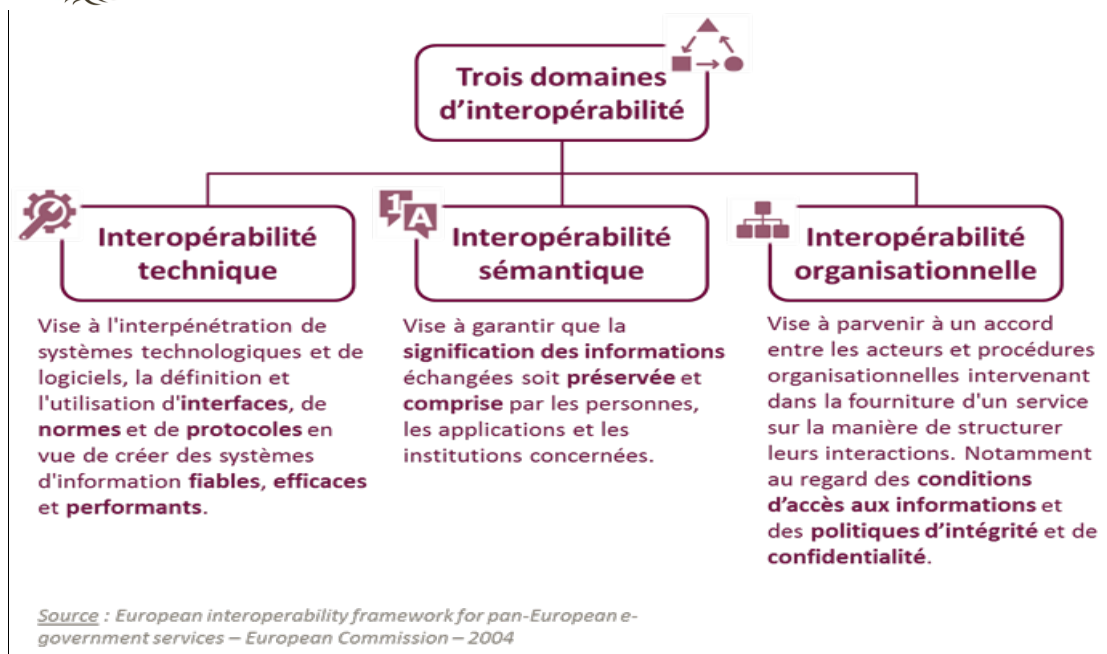 Trois domaines
d'interopérabilité
1 A
Interopérabilité
technique
Vise à l'interpénétration de
systèmes technologiques et de
logiciels, la définition et
l'utilisation d'interfaces, de
normes et de protocoles en
vue de créer des systèmes
d'information fiables, efficaces
et performants.
Interopérabilité
sémantique
Vise à garantir que la
signification des informations
échangées soit préservée et
comprise par les personnes,
les applications et les
institutions concernées.
Interopérabilité
organisationnelle
Vise à parvenir à un accord
entre les acteurs et procédures
organisationnelles intervenant
dans la fourniture d'un service
sur la manière de structurer
leurs interactions. Notamment
au regard des conditions
d'accès aux informations et
des politiques d'intégrité et de
confidentialité.
Source : European interoperability framework for pan-European e-
government services – European Commission – 2004